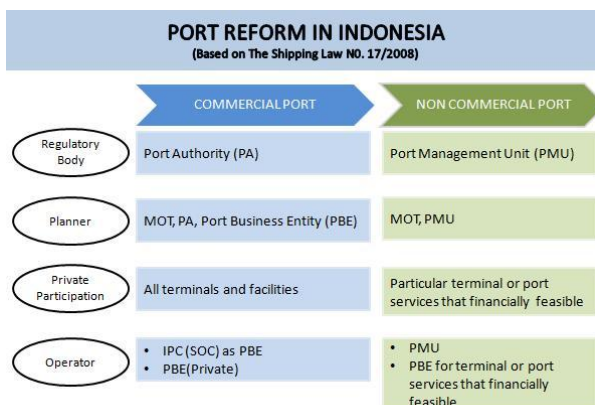 PORT REFORM IN INDONESIA
(Based on The Shipping Law N0. 17/2008)
COMMERCIAL PORT
NON COMMERCIAL PORT
Regulatory
Body
Port Authority (PA)
Port Management Unit (PMU)
Planner
MOT, PA, Port Business Entity (PBE)
MOT, PMU
Private
Participation
All terminals and facilities
Particular terminal or port
services that financially feasible
Operator
• IPC (SOC) as PBE
• PBE(Private)
• PMU
• PBE for terminal or port
services that financially
feasible